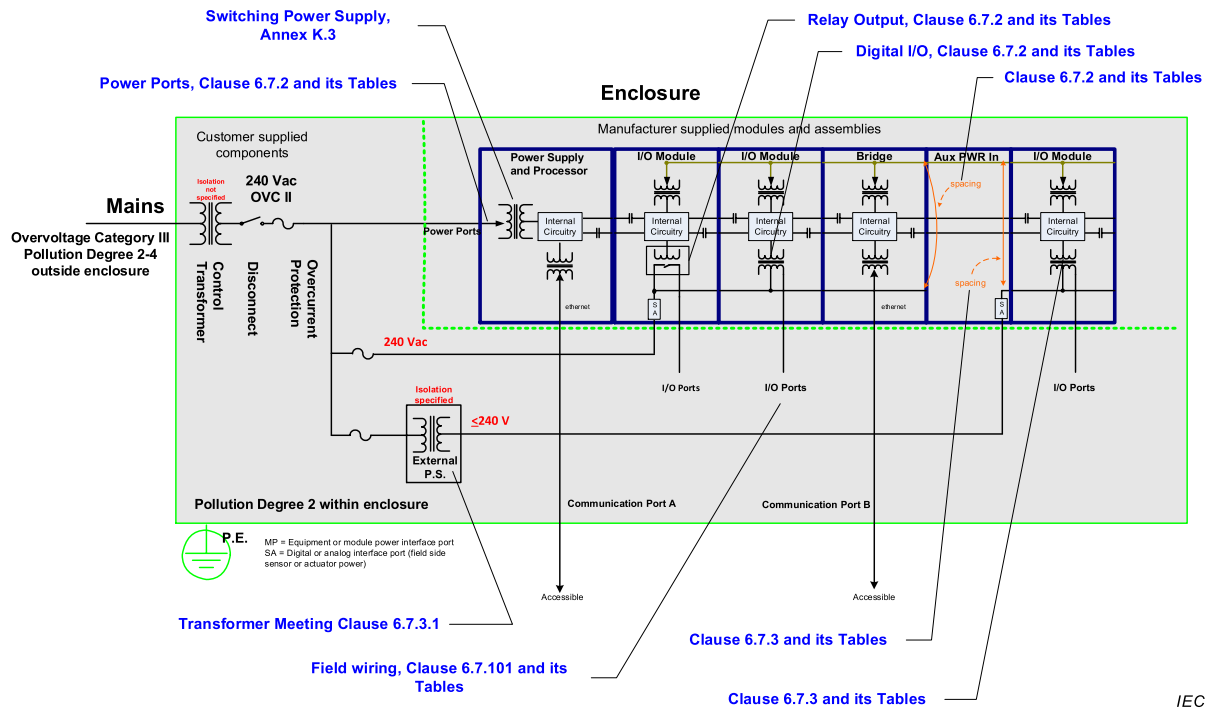 Switching Power Supply,
Annex K.3
Relay Output, Clause 6.7.2 and its Tables
Digital I/O, Clause 6.7.2 and its Tables
Clause 6.7.2 and its Tables
Power Ports, Clause 6.7.2 and its Tables
Enclosure
Customer supplied
components
Manufacturer supplied modules and assemblies
Power Supply
and Processor
I/O Module
I/O Module
Bridge
Aux PWR In
I/O Module
Isolation
not
specified
240 Vac
OVC II
spacing
Mains
Overvoltage Category III
Pollution Degree 2-4
outside enclosure
Power Ports
Internal
Circuitry
Internal
Circuitry
Internal
Circuitry
Internal
Circuitry
Internal
Circuitry
Control
Transformer
Disconnect
Overcurrent
Protection
spacing
ethernet
S
A
ethernet
S
A
240 Vac
I/O Ports
I/O Ports
I/O Ports
Isolation
specified
≤240 V
External
P.S.
Pollution Degree 2 within enclosure
Communication Port A
Communication Port B
P.E.
MP = Equipment or module power interface port
SA = Digital or analog interface port (field side
sensor or actuator power)
Accessible
Accessible
Transformer Meeting Clause 6.7.3.1
Clause 6.7.3 and its Tables
Field wiring, Clause 6.7.101 and its
Tables
Clause 6.7.3 and its Tables
IEC